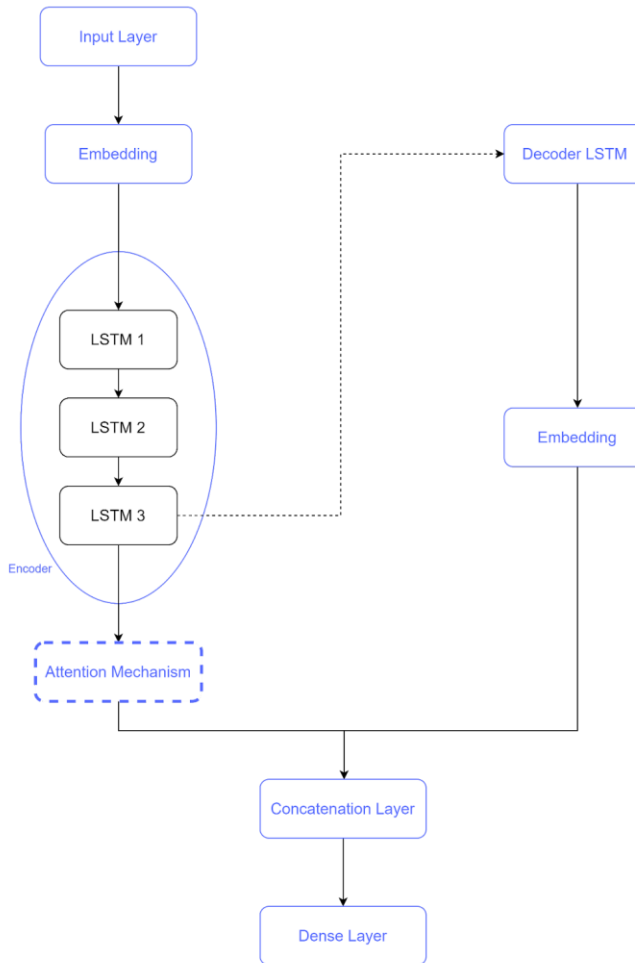 Input Layer
Embedding
Decoder LSTM
LSTM 1
LSTM 2
Embedding
LSTM 3
Encoder
Attention Mechanism
Concatenation Layer
Dense Layer